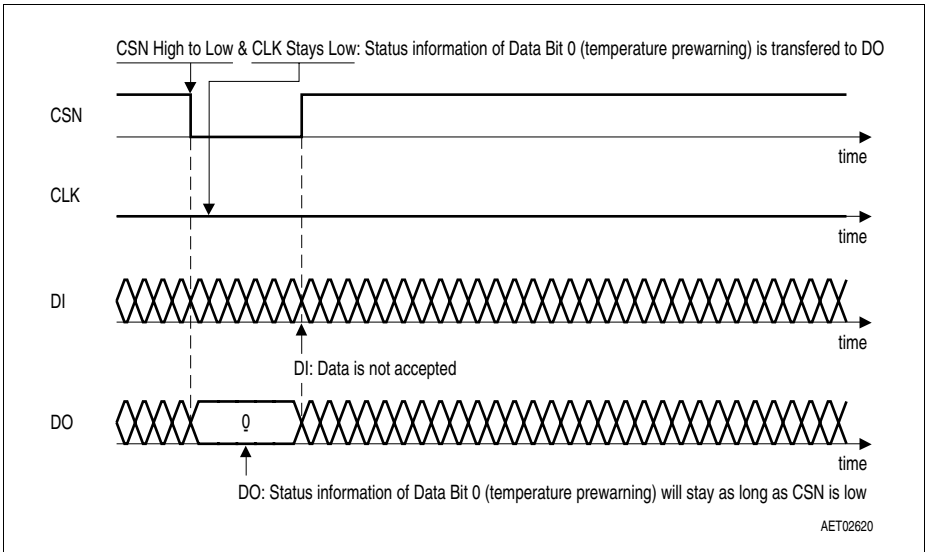 CSN High to Low & CLK Stays Low: Status information of Data Bit 0 (temperature prewarning) is transfered to DO
CSN
time
CLK
time
DI
time
DI: Data is not accepted
DO
0
time
DO: Status information of Data Bit 0 (temperature prewarning) will stay as long as CSN is low
AET02620